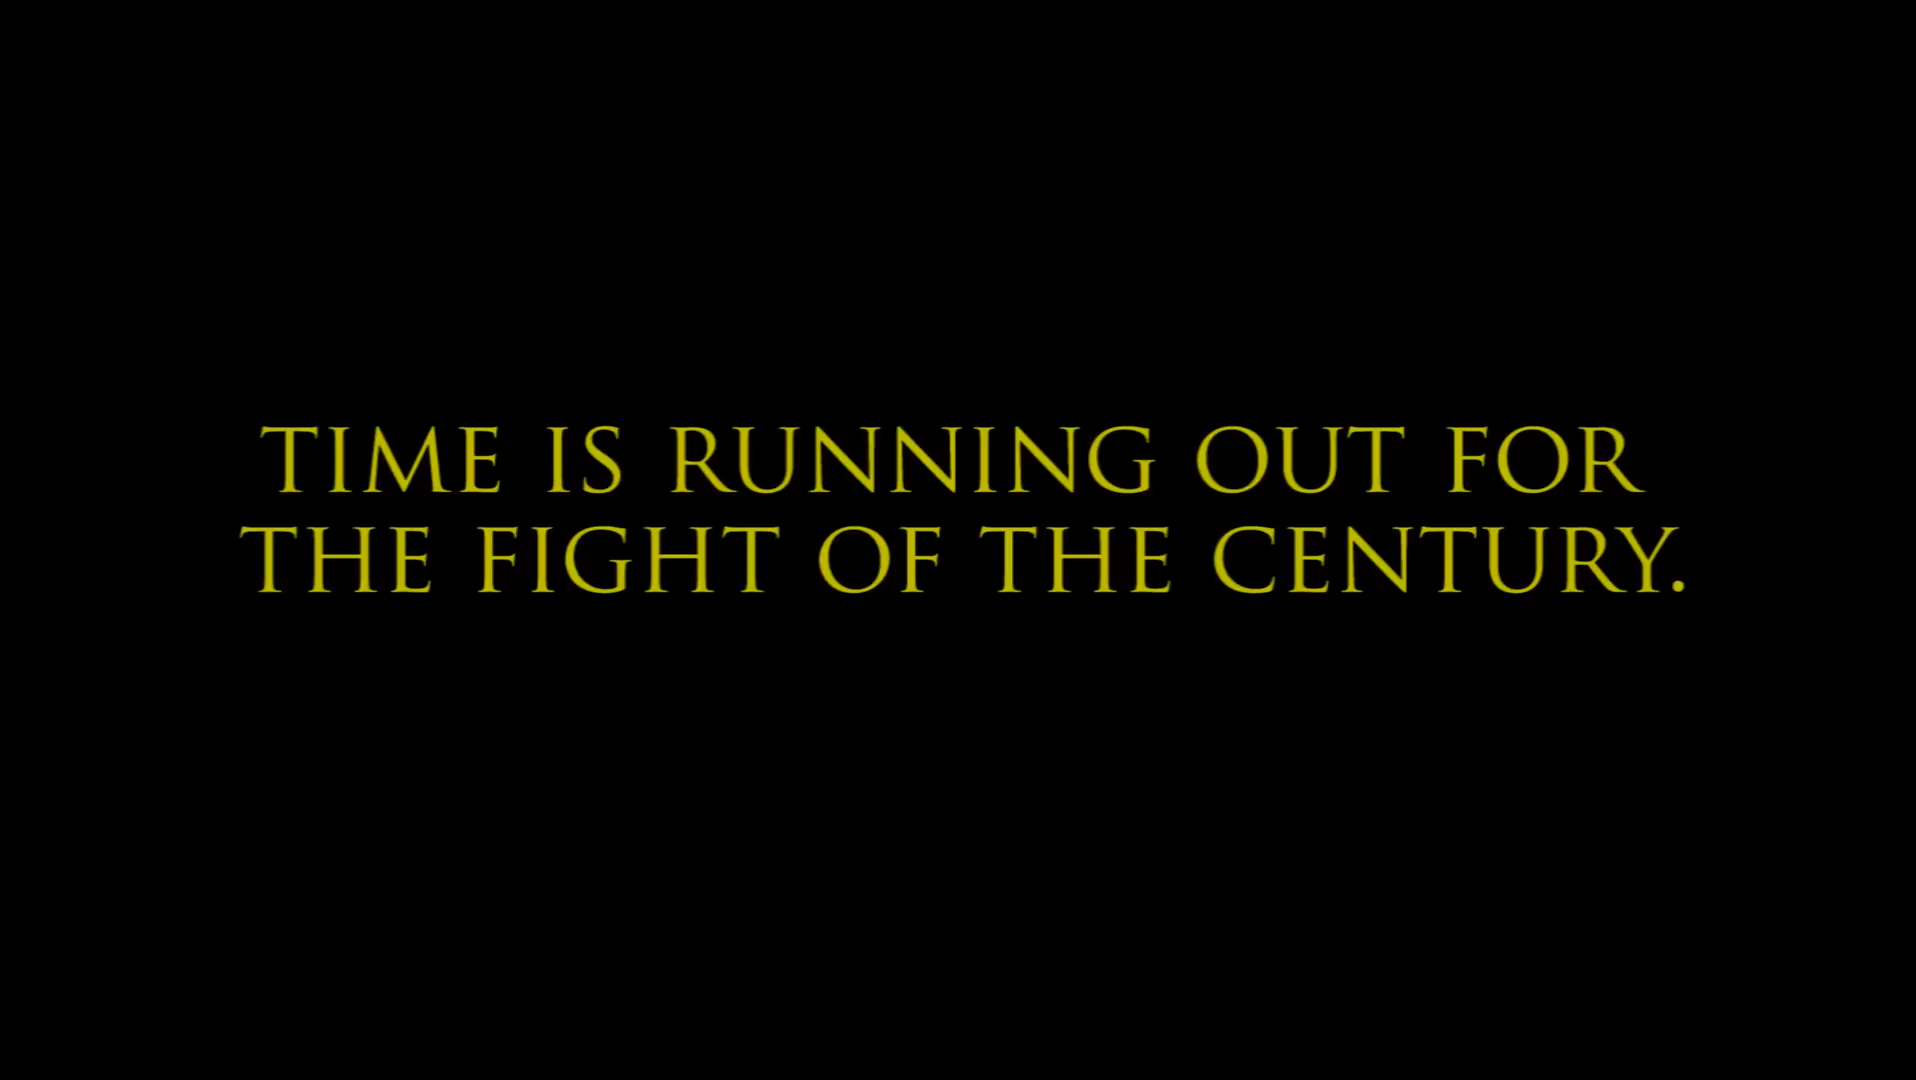 TIME IS RUNNING OUT FOR
THE FIGHT OF THE CENTURY.